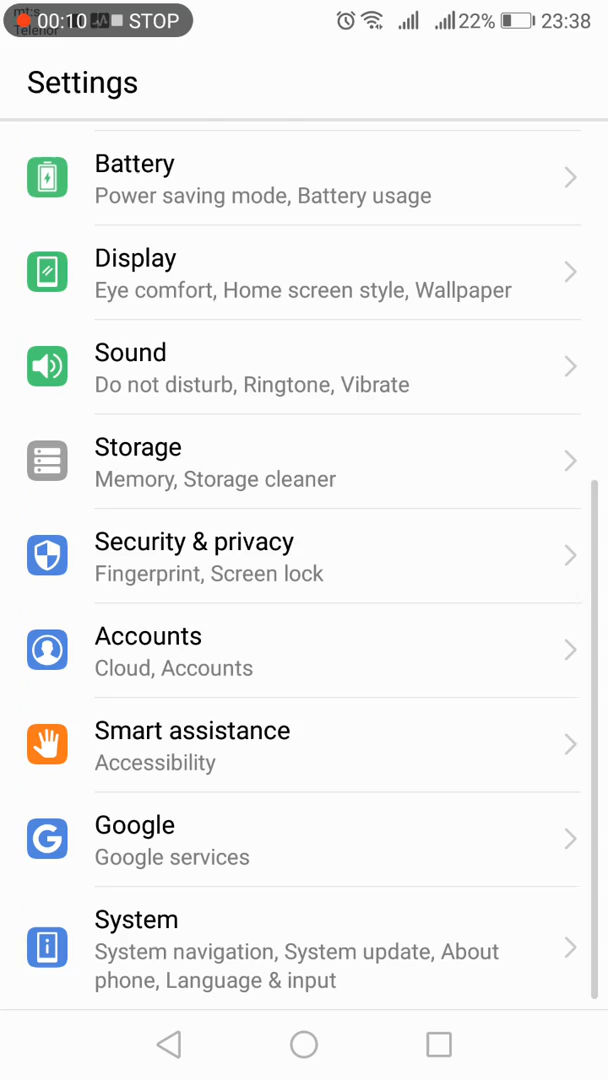 mt:s
00:10 STOP 22% 23:38
Telenor
Settings
Battery
Power saving mode, Battery usage
Display
Eye comfort, Home screen style, Wallpaper
Sound
Do not disturb, Ringtone, Vibrate
Storage
Memory, Storage cleaner
Security & privacy
Fingerprint, Screen lock
Accounts
Cloud, Accounts
Smart assistance
Accessibility
Google
Google services
System
System navigation, System update, About
phone, Language & input